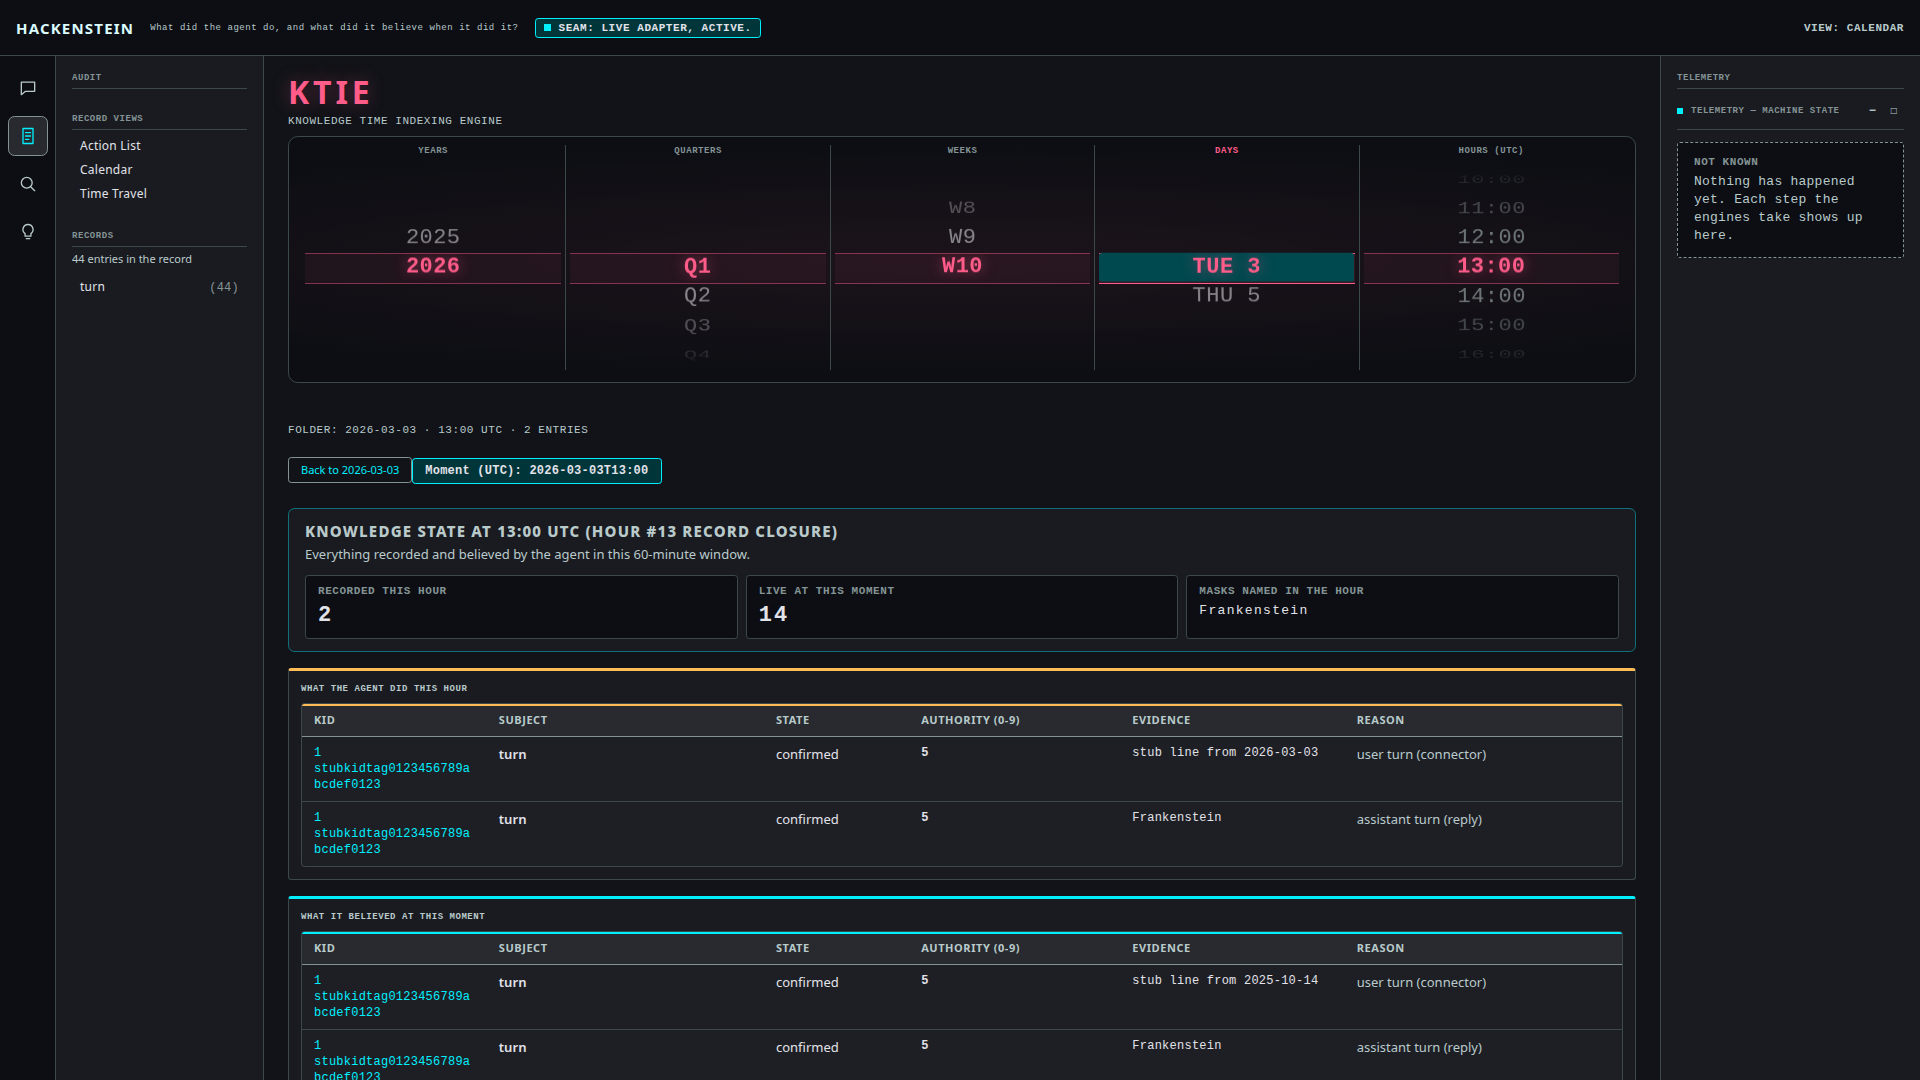 HACKENSTEIN
What did the agent do, and what did it believe when it did it?
SEAM: LIVE ADAPTER, ACTIVE.
VIEW: CALENDAR
AUDIT
RECORD VIEWS
Action List
Calendar
Time Travel
RECORDS
44 entries in the record
turn (44)
KTIE
KNOWLEDGE TIME INDEXING ENGINE
YEARS
2025
2026
QUARTERS
Q1
Q2
Q3
Q4
WEEKS
W8
W9
W10
DAYS
TUE 3
THU 5
HOURS (UTC)
10:00
11:00
12:00
13:00
14:00
15:00
16:00
FOLDER: 2026-03-03 · 13:00 UTC · 2 ENTRIES
Back to 2026-03-03
Moment (UTC): 2026-03-03T13:00
KNOWLEDGE STATE AT 13:00 UTC (HOUR #13 RECORD CLOSURE)
Everything recorded and believed by the agent in this 60-minute window.
RECORDED THIS HOUR
2
LIVE AT THIS MOMENT
14
MASKS NAMED IN THE HOUR
Frankenstein
WHAT THE AGENT DID THIS HOUR
KID SUBJECT STATE AUTHORITY (0-9) EVIDENCE REASON
1 turn confirmed 5 stub line from 2026-03-03 user turn (connector)
stubkidtag0123456789a
bcdef0123
1 turn confirmed 5 Frankenstein assistant turn (reply)
stubkidtag0123456789a
bcdef0123
WHAT IT BELIEVED AT THIS MOMENT
KID SUBJECT STATE AUTHORITY (0-9) EVIDENCE REASON
1 turn confirmed 5 stub line from 2025-10-14 user turn (connector)
stubkidtag0123456789a
bcdef0123
1 turn confirmed 5 Frankenstein assistant turn (reply)
stubkidtag0123456789a
bcdef0123
TELEMETRY
TELEMETRY — MACHINE STATE
NOT KNOWN
Nothing has happened
yet. Each step the
engines take shows up
here.